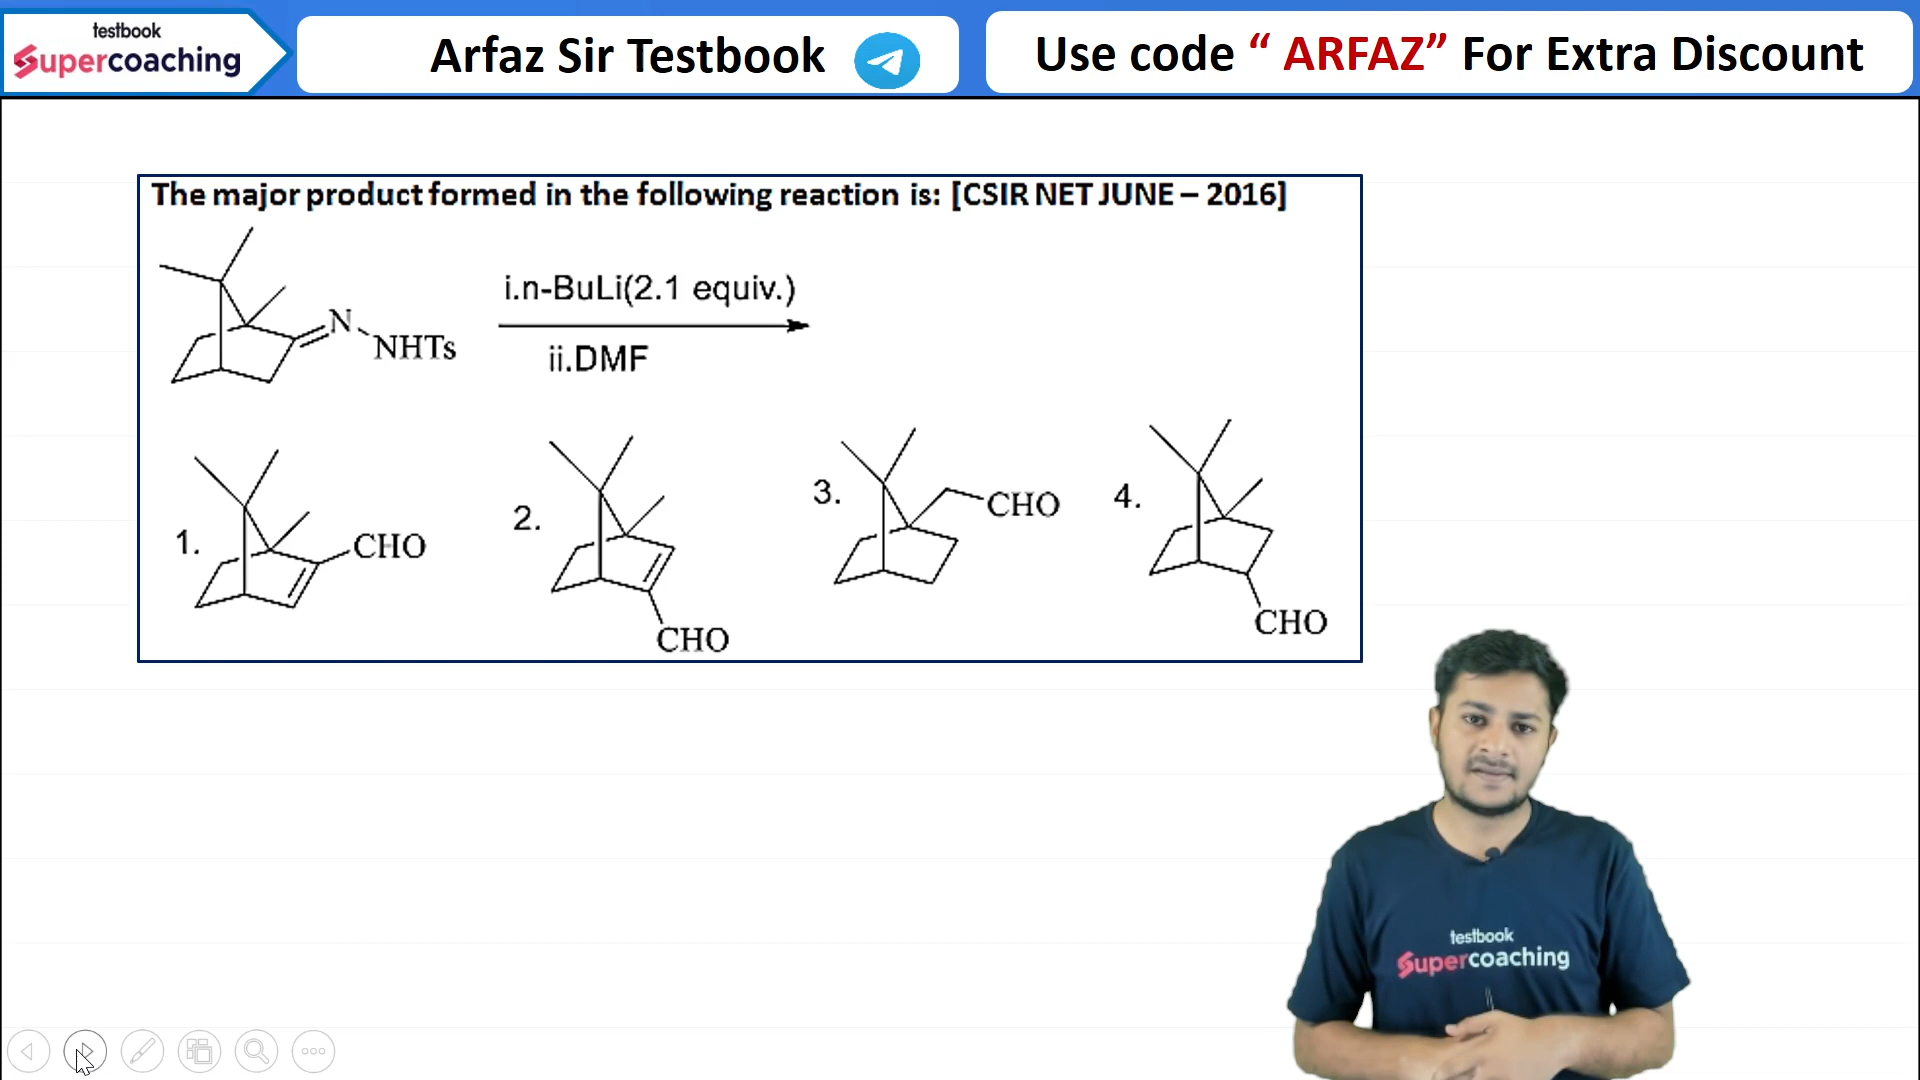 testbook
Supercoaching
Arfaz Sir Testbook
Use code “ ARFAZ” For Extra Discount
The major product formed in the following reaction is: [CSIR NET JUNE – 2016]
i.n-BuLi(2.1 equiv.)
N
NHTs
ii.DMF
1.
CHO
2.
CHO
3.
CHO
4.
CHO
testbook
Supercoaching